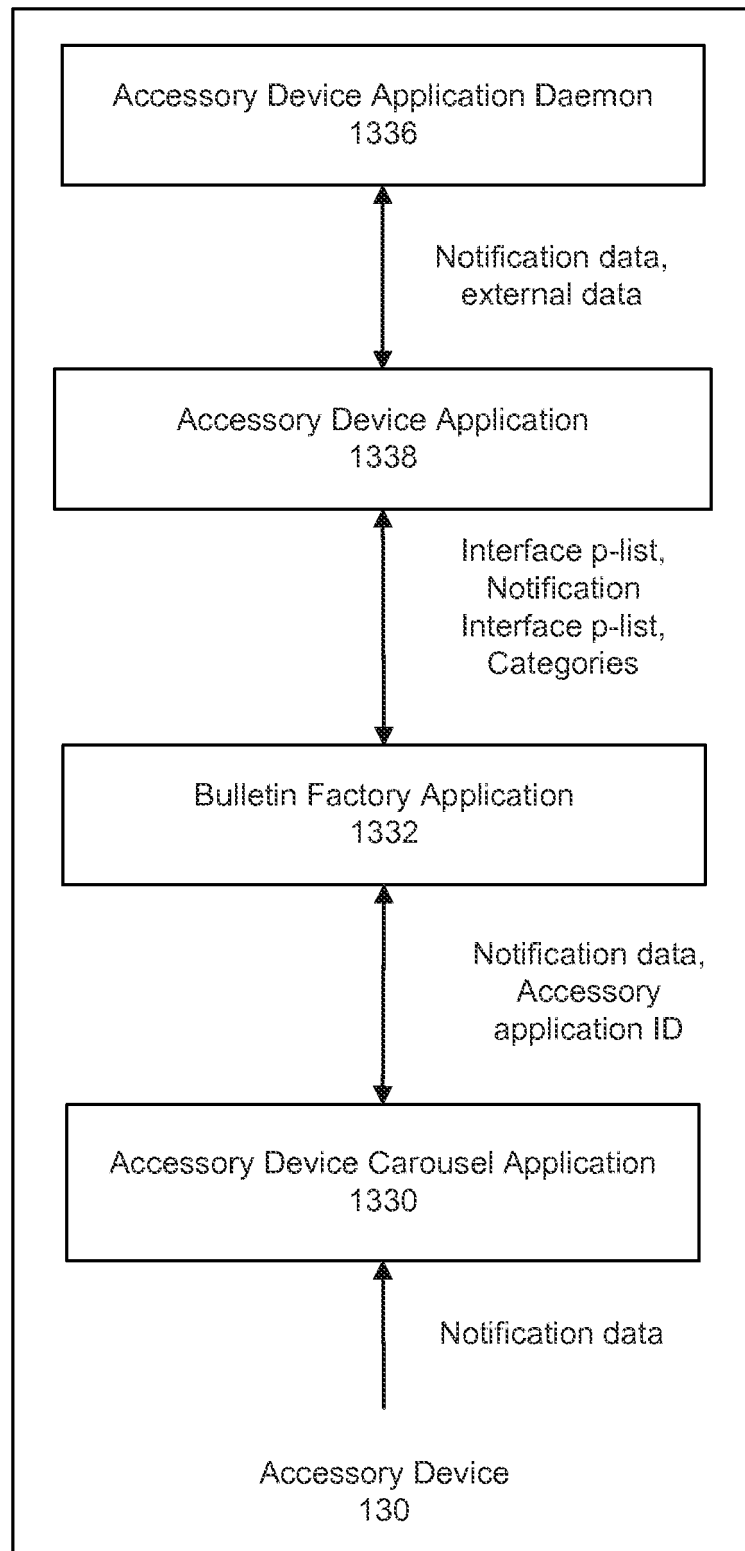 Accessory Device Application Daemon
1336
Notification data,
external data
Accessory Device Application
1338
Interface p-list,
Notification
Interface p-list,
Categories
Bulletin Factory Application
1332
Notification data,
Accessory
application ID
Accessory Device Carousel Application
1330
Notification data
Accessory Device
130